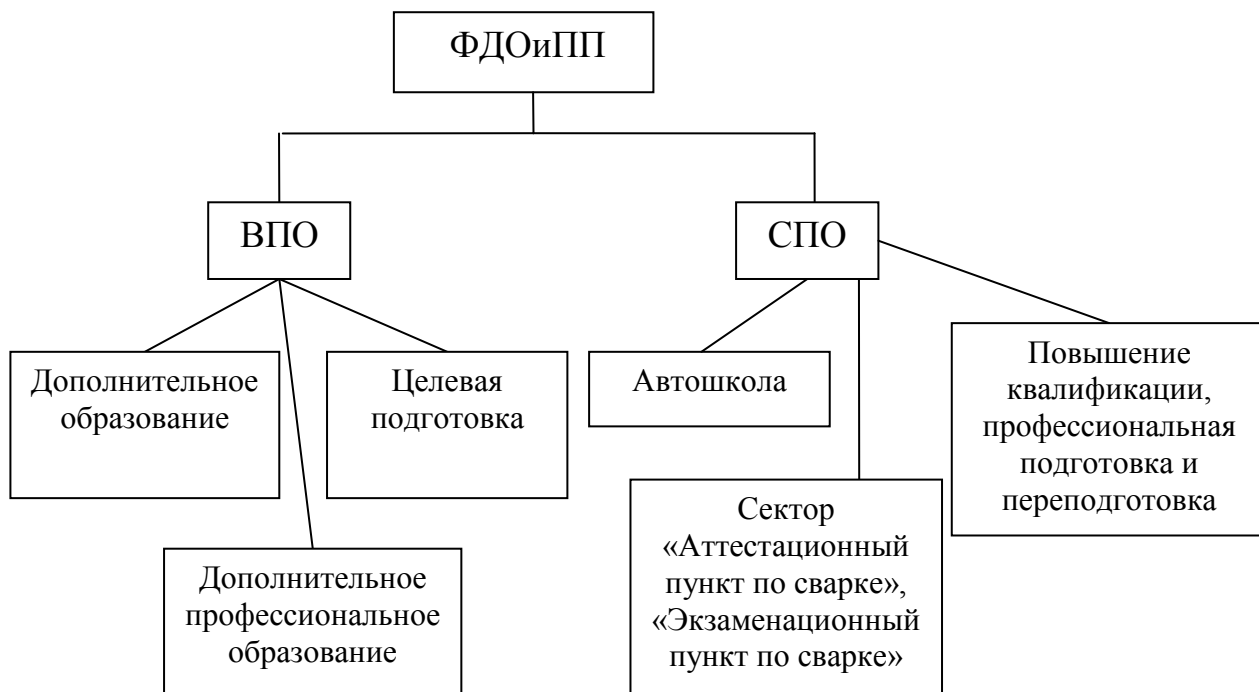 ФДОиПП
ВПО
СПО
Дополнительное
образование
Целевая
подготовка
Автошкола
Повышение
квалификации,
профессиональная
подготовка и
переподготовка
Дополнительное
профессиональное
образование
Сектор
«Аттестационный
пункт по сварке»,
«Экзаменационный
пункт по сварке»